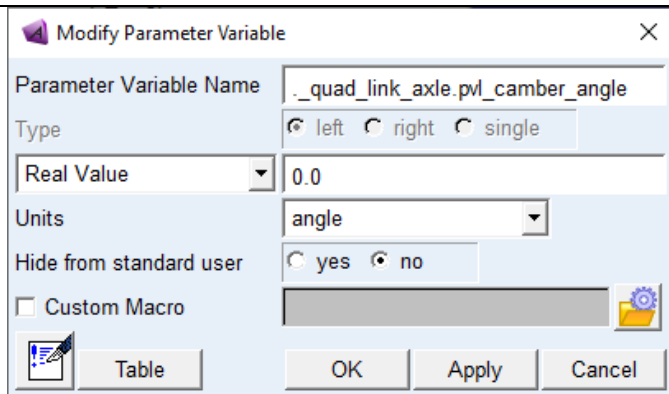 Modify Parameter Variable
Parameter Variable Name ._quad_link_axle.pvl_camber_angle
Type left right single
Real Value 0.0
Units angle
Hide from standard user yes no
Custom Macro
Table OK Apply Cancel